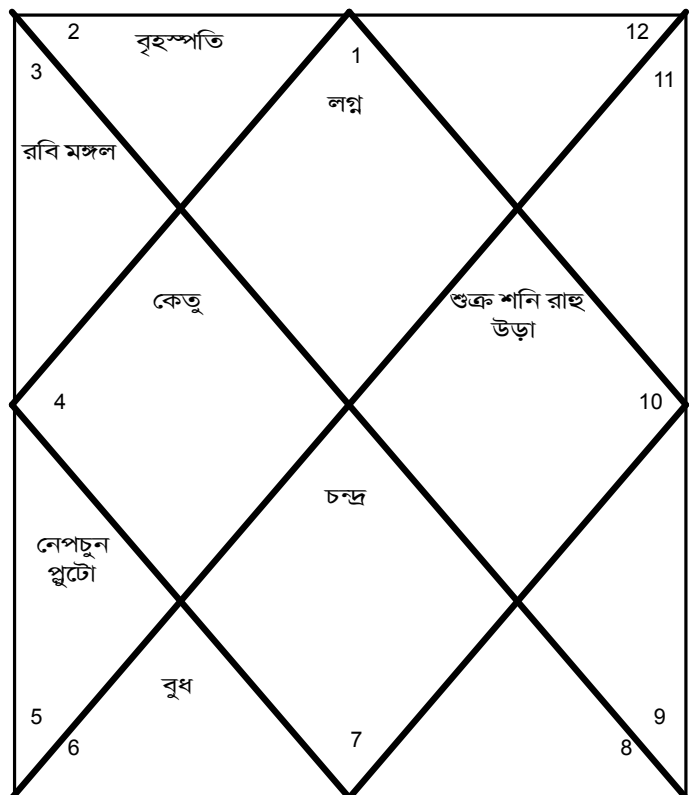 2
বৃহস্পতি
1
12
3
11
লগ্ন
রবি মঙ্গল
কেতু
শুক্র শনি রাহু
উড়া
4
10
চন্দ্র
নেপচুন
প্লুটো
বুধ
5
9
6
7
8